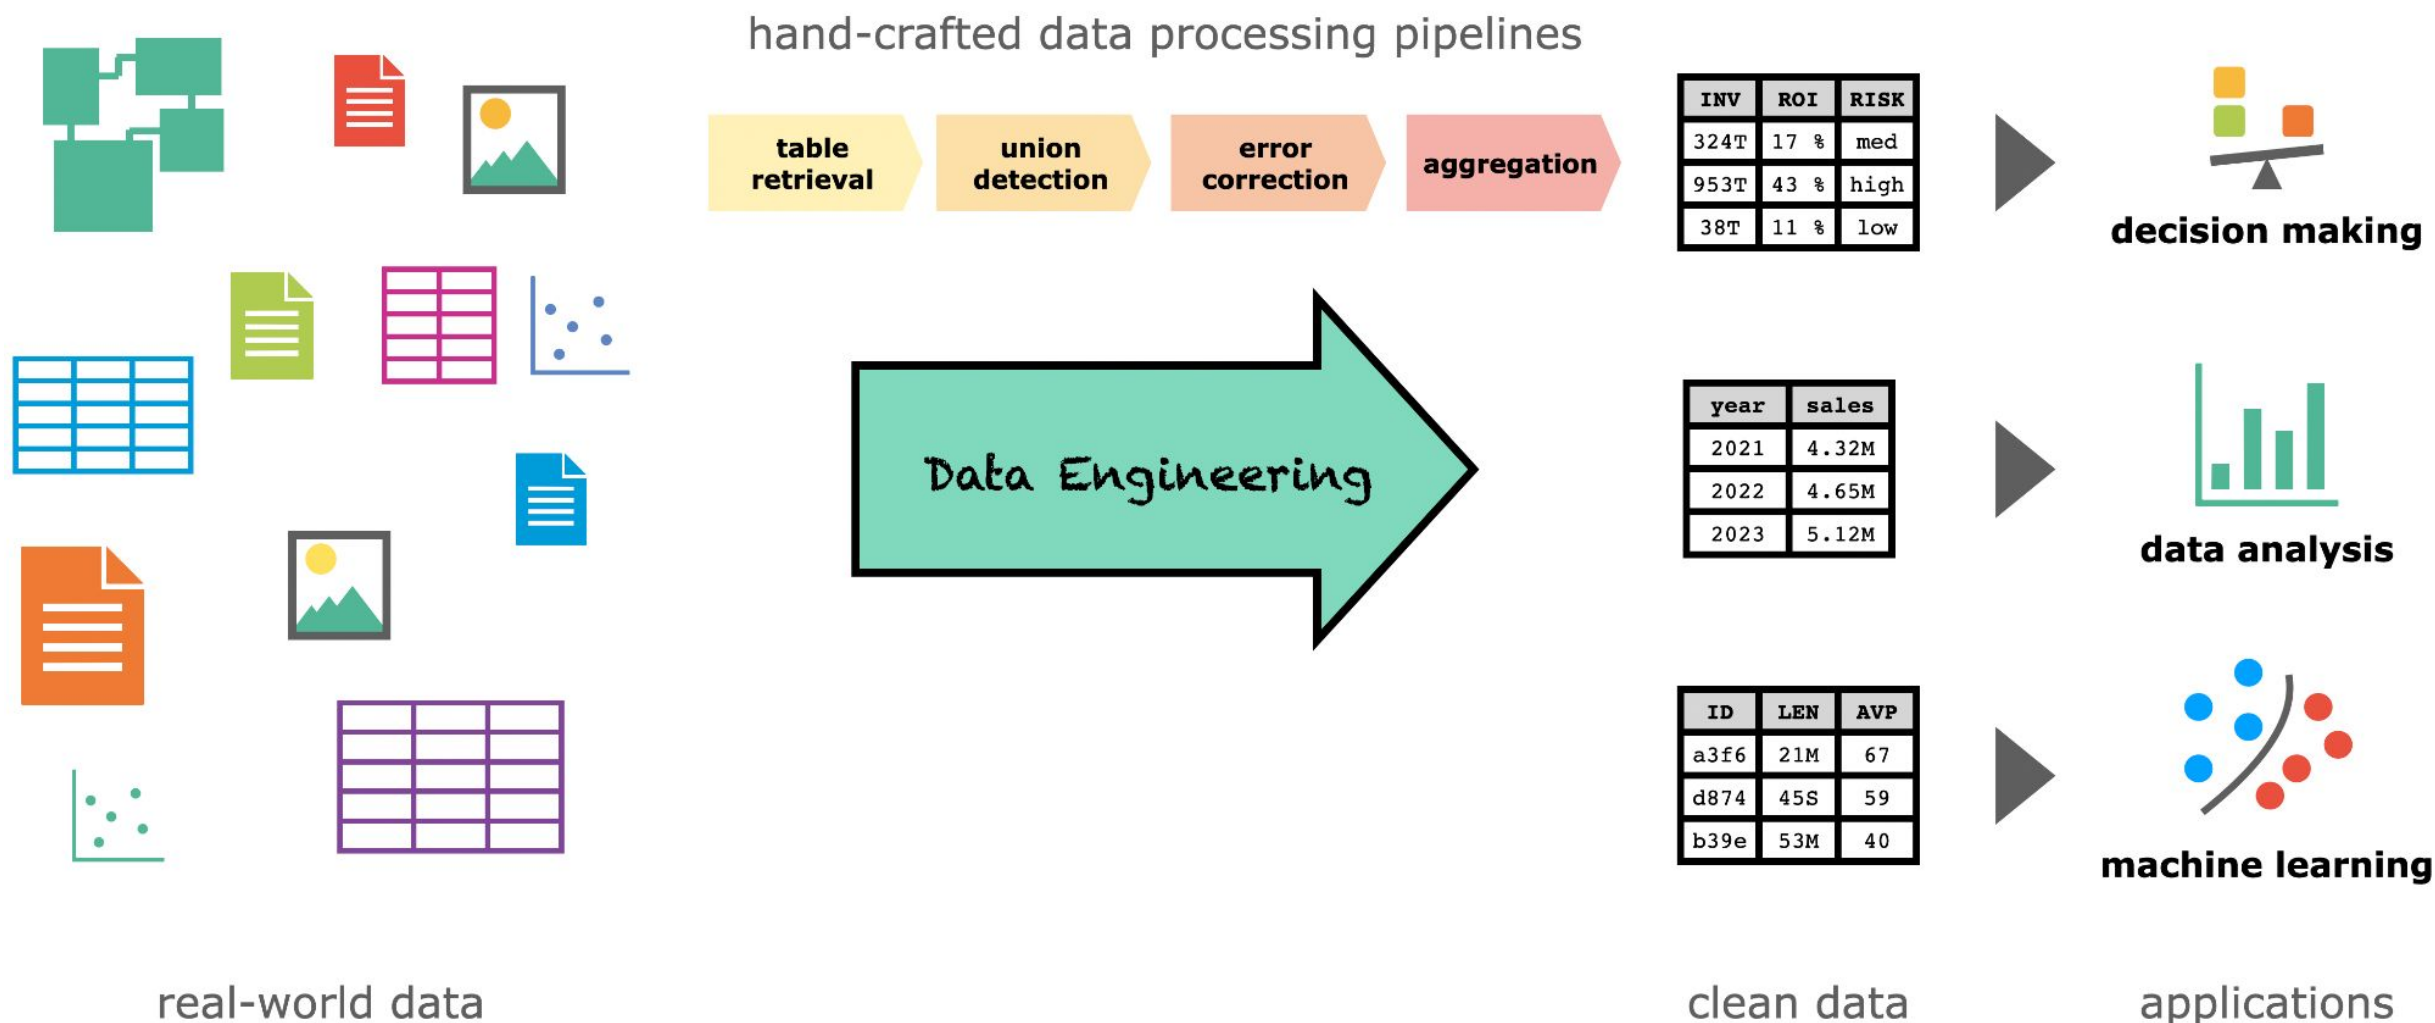 hand-crafted data processing pipelines
table
retrieval
union
detection
error
correction
aggregation
INV ROI RISK
324T 17 % med
953T 43 % high
38T 11 % low
decision making
Data Engineering
year sales
2021 4.32M
2022 4.65M
2023 5.12M
data analysis
ID LEN AVP
a3f6 21M 67
d874 45S 59
b39e 53M 40
machine learning
real-world data
clean data
applications